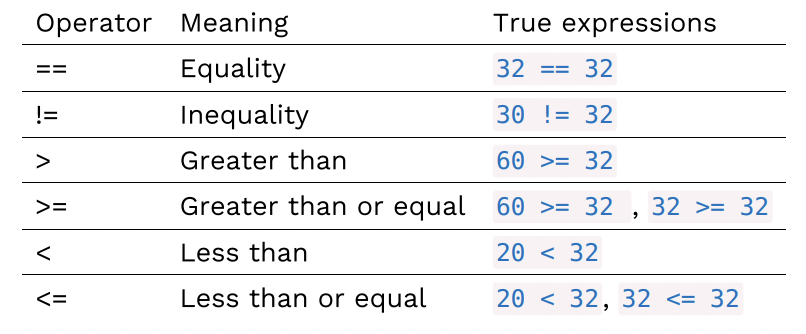 Operator Meaning True expressions
== Equality 32 == 32
!= Inequality 30 != 32
> Greater than 60 >= 32
>= Greater than or equal 60 >= 32 , 32 >= 32
< Less than 20 < 32
<= Less than or equal 20 < 32, 32 <= 32